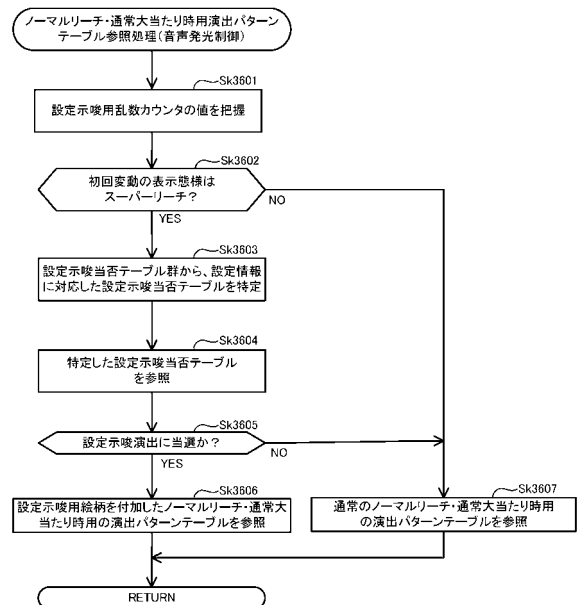 ノーマルリーチ・通常大当たり時用演出パターン
テーブル参照処理(音声発光制御)
Sk3601
設定示唆用乱数カウンタの値を把握
Sk3602
初回変動の表示態様は
スーパーリーチ?
NO
YES
Sk3603
設定示唆当否テーブル群から、設定情報
に対応した設定示唆当否テーブルを特定
Sk3604
特定した設定示唆当否テーブル
を参照
Sk3605
設定示唆演出に当選か?
NO
YES
Sk3606
設定示唆用絵柄を付加したノーマルリーチ・通常大
当たり時用の演出パターンテーブルを参照
Sk3607
通常のノーマルリーチ・通常大当たり時用
の演出パターンテーブルを参照
RETURN